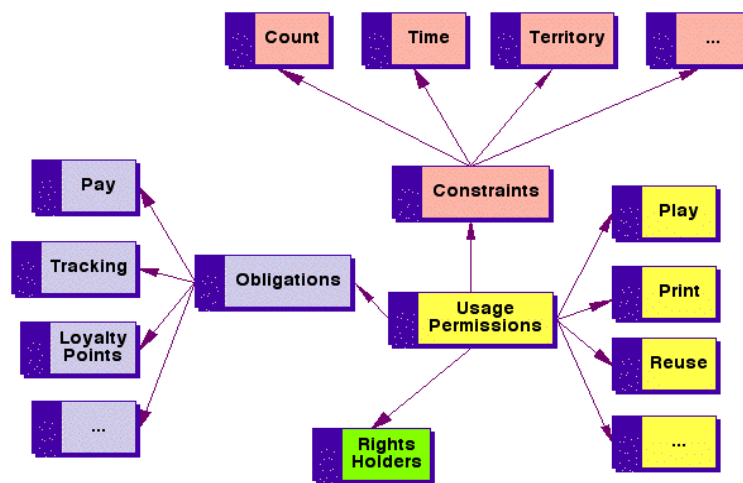 Count
Time
Territory
...
Constraints
Pay
Tracking
Loyalty
Points
...
Obligations
Usage
Permissions
Play
Print
Reuse
...
Rights
Holders